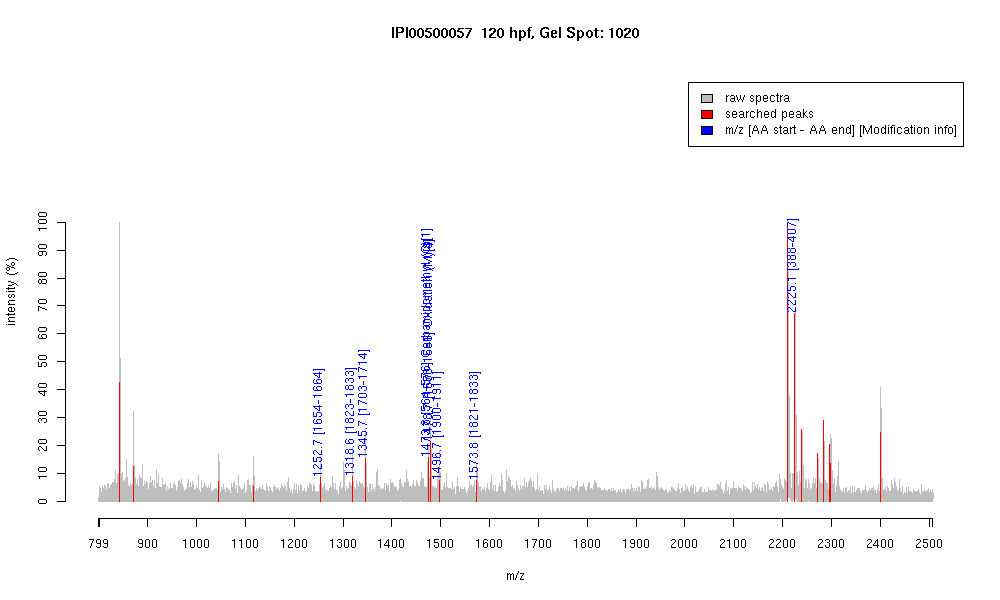 IPI00500057 120 hpf, Gel Spot: 1020
raw spectra
searched peaks
m/z [AA start - AA end] [Modification info]
intensity (%)
100
90
80
70
60
50
40
30
20
10
0
1252.7 [1654-1664]
1318.6 [1823-1833]
1345.7 [1703-1714]
1496.7 [1900-1911]
1573.8 [1821-1833]
2225.1 [388-407]
799 900 1000 1100 1200 1300 1400 1500 1600 1700 1800 1900 2000 2100 2200 2300 2400 2500
m/z